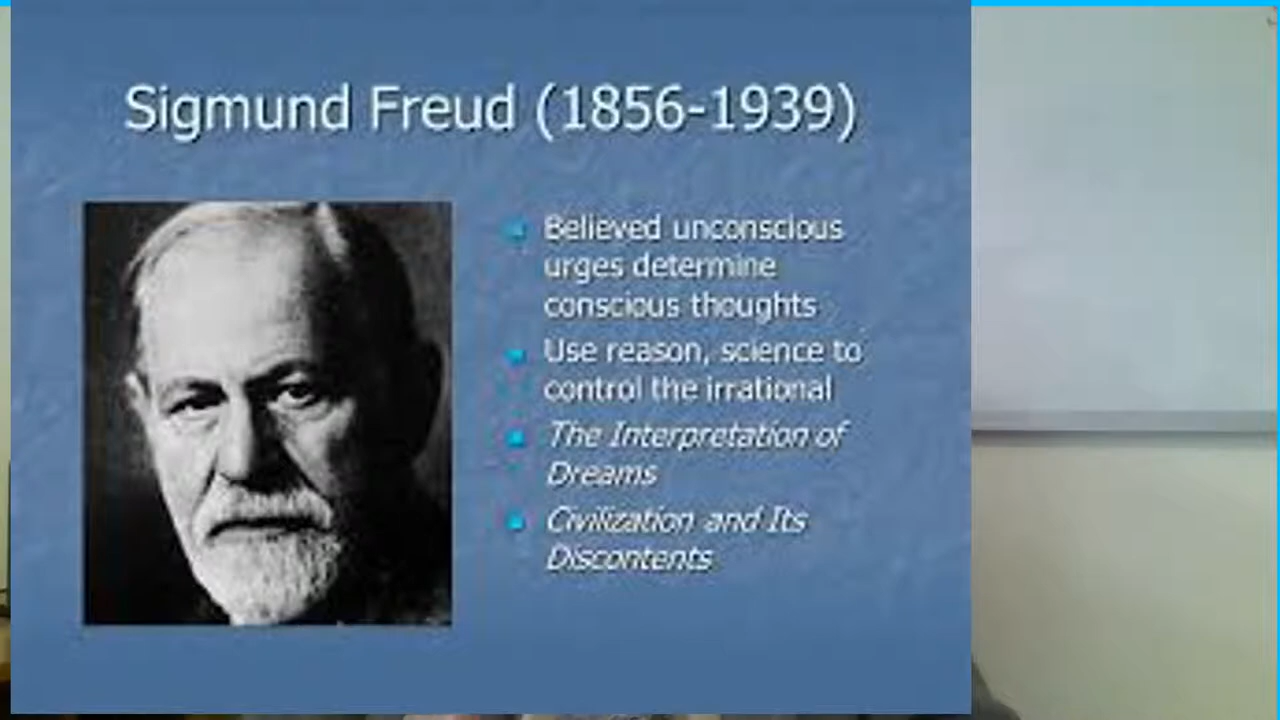 Sigmund Freud (1856-1939)
Believed unconscious
urges determine
conscious thoughts
Use reason, science to
control the irrational
The Interpretation of
Dreams
Civilization and Its
Discontents